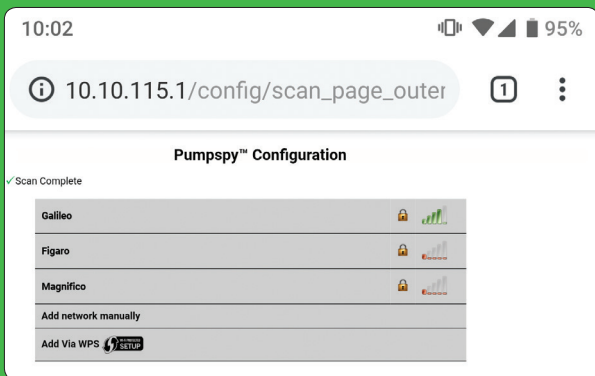 10:02
95%
10.10.115.1/config/scan_page_outer
1
Pumpspy™ Configuration
✓Scan Complete
Galileo
Figaro
Magnifico
Add network manually
Add Via WPS
SETUP